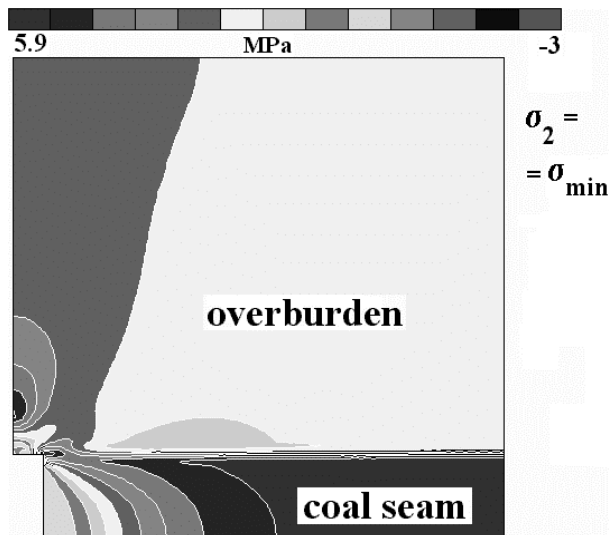 5.9 MPa -3
σ2 =
= σmin
overburden
coal seam